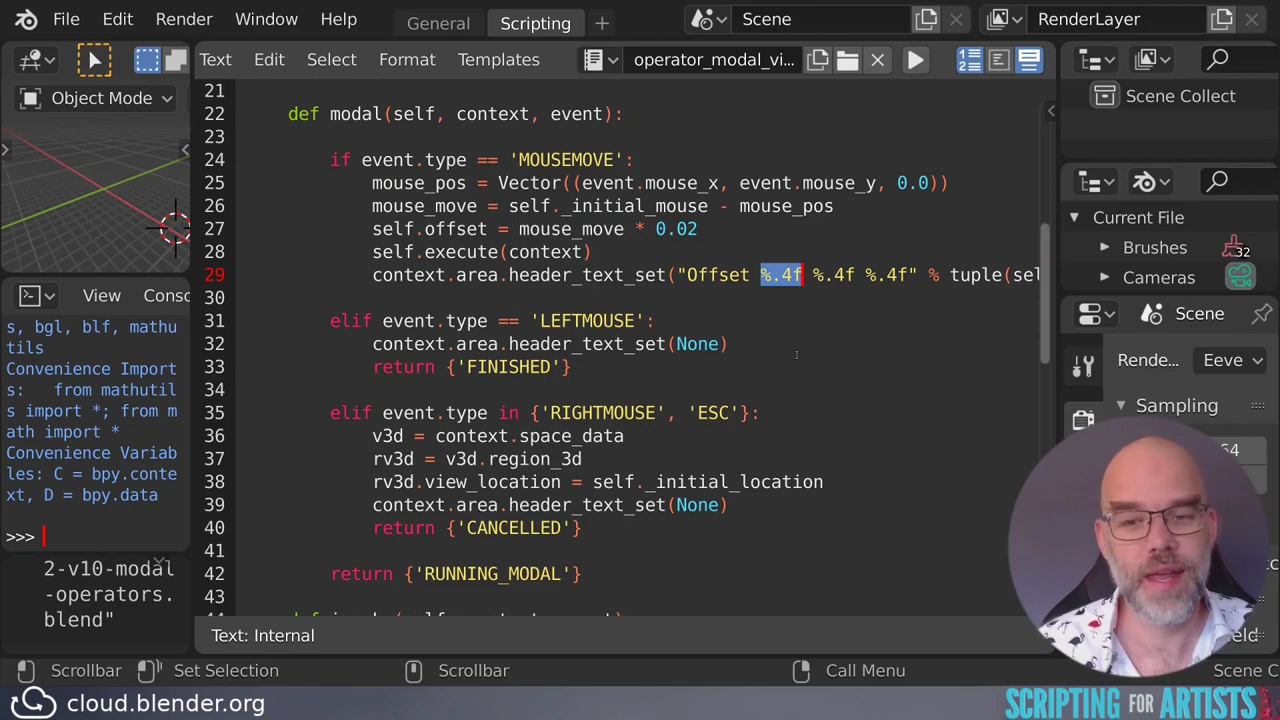 File Edit Render Window Help General Scripting + Scene RenderLayer
Text Edit Select Format Templates operator_modal_vi...
Object Mode
Scene Collect
Current File
Brushes 32
Cameras
Scene
Rende... Eeve
Sampling
64
View Conso
s, bgl, blf, mathu
tils
Convenience Import
s:   from mathutil
s import *; from m
ath import *
Convenience Variab
les: C = bpy.conte
xt, D = bpy.data
>>>
2-v10-modal
-operators.
blend"
21
22 def modal(self, context, event):
23
24 if event.type == 'MOUSEMOVE':
25 mouse_pos = Vector((event.mouse_x, event.mouse_y, 0.0))
26 mouse_move = self._initial_mouse - mouse_pos
27 self.offset = mouse_move * 0.02
28 self.execute(context)
29 context.area.header_text_set("Offset %.4f %.4f %.4f" % tuple(sel
30
31 elif event.type == 'LEFTMOUSE':
32 context.area.header_text_set(None)
33 return {'FINISHED'}
34
35 elif event.type in {'RIGHTMOUSE', 'ESC'}:
36 v3d = context.space_data
37 rv3d = v3d.region_3d
38 rv3d.view_location = self._initial_location
39 context.area.header_text_set(None)
40 return {'CANCELLED'}
41
42 return {'RUNNING_MODAL'}
43
Text: Internal
Scrollbar Set Selection Scrollbar Call Menu Scene C
cloud.blender.org
SCRIPTING FOR ARTISTS